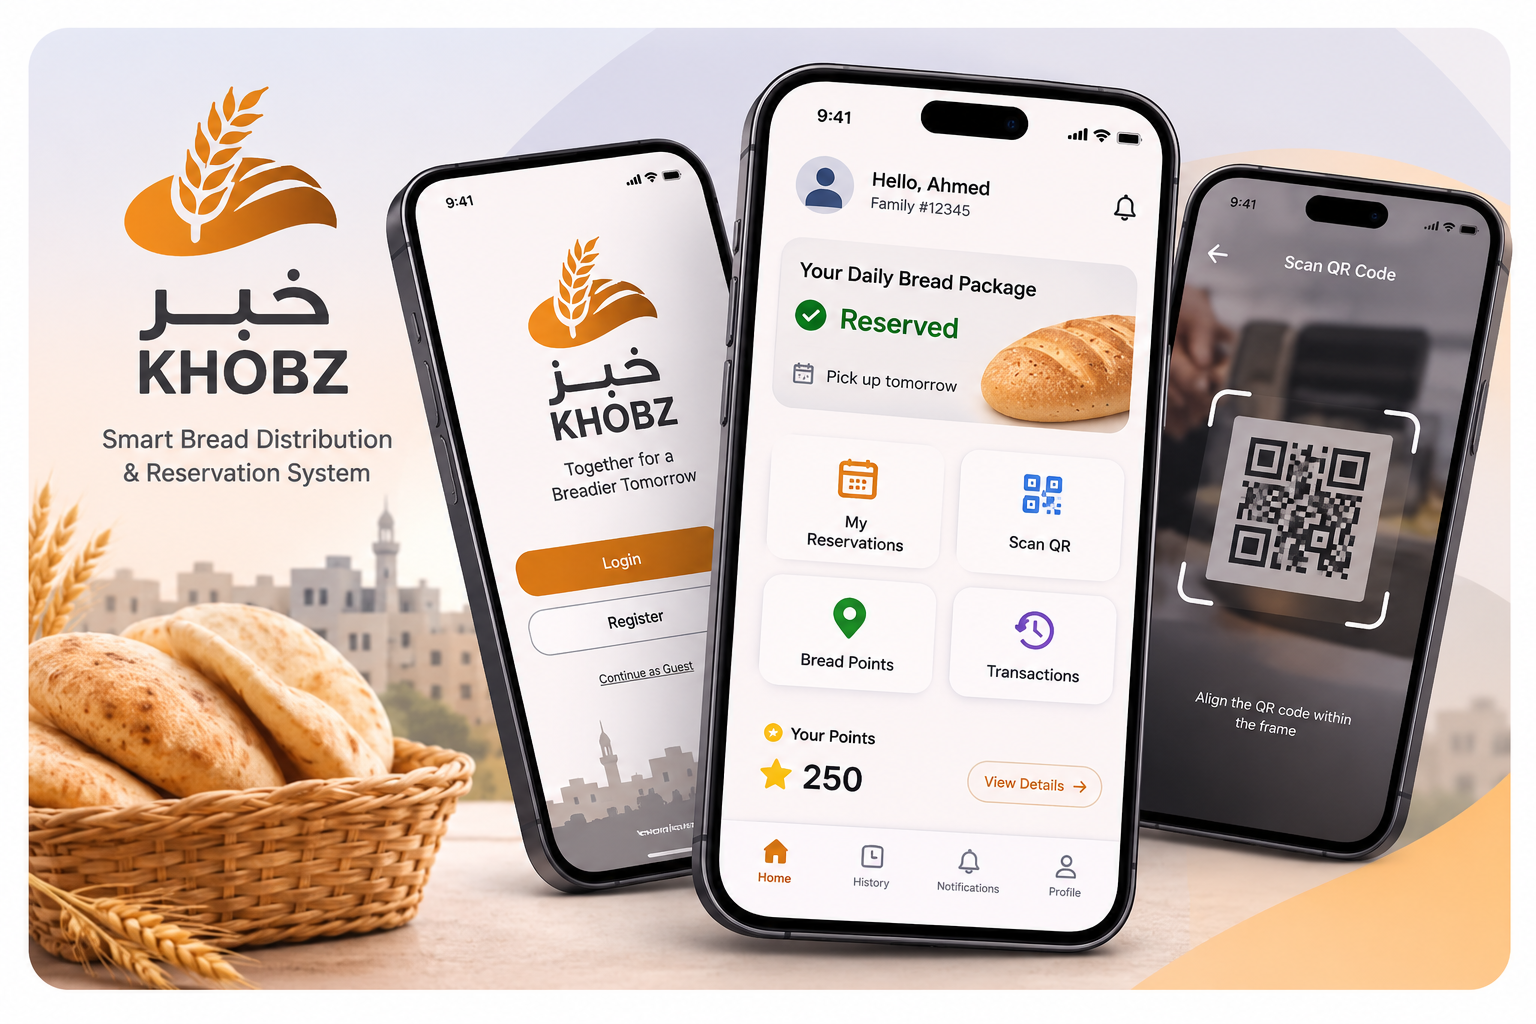 خبر
KHOBZ
Smart Bread Distribution
& Reservation System
9:41
خبز
KHOBZ
Together for a
Breadier Tomorrow
Login
Register
Continue as Guest
9:41
Hello, Ahmed
Family #12345
Your Daily Bread Package
Reserved
Pick up tomorrow
My
Reservations
Scan QR
Bread Points
Transactions
Your Points
250
View Details →
Home
History
Notifications
Profile
9:41
Scan QR Code
Align the QR code within
the frame